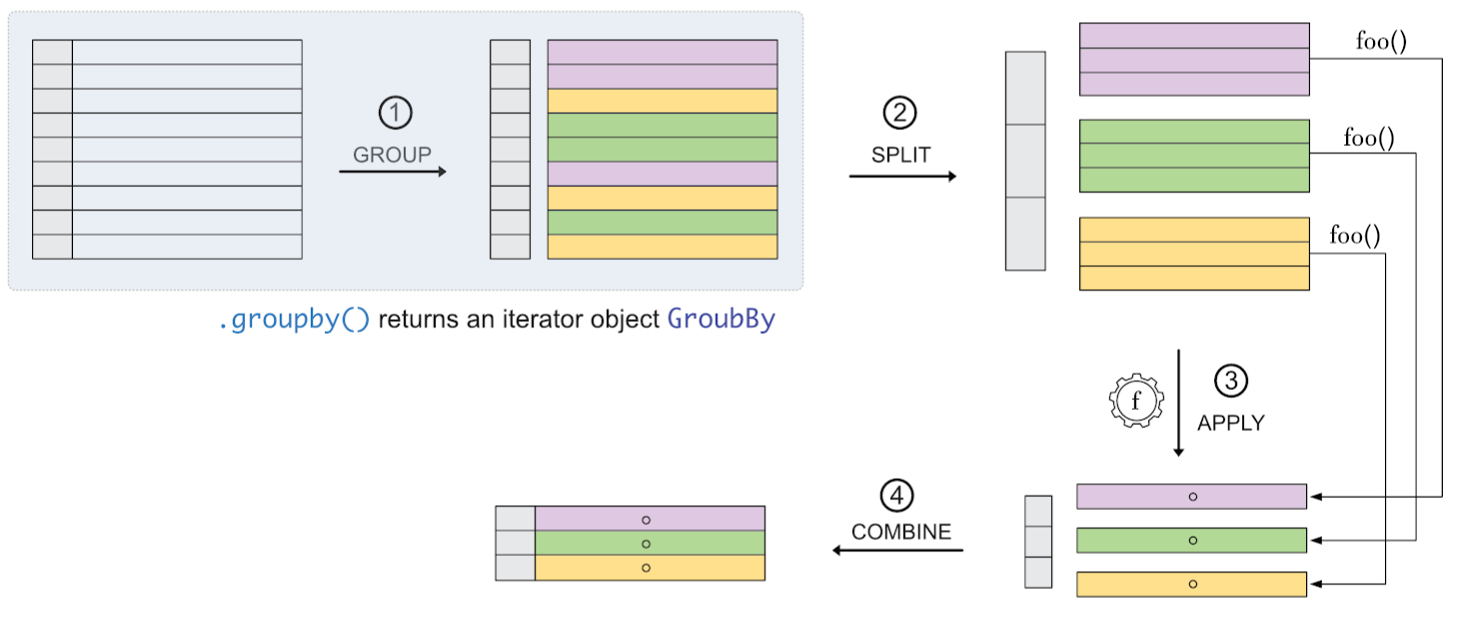 1
GROUP
2
SPLIT
foo()
foo()
foo()
.groupby() returns an iterator object GroubBy
f
3
APPLY
4
COMBINE